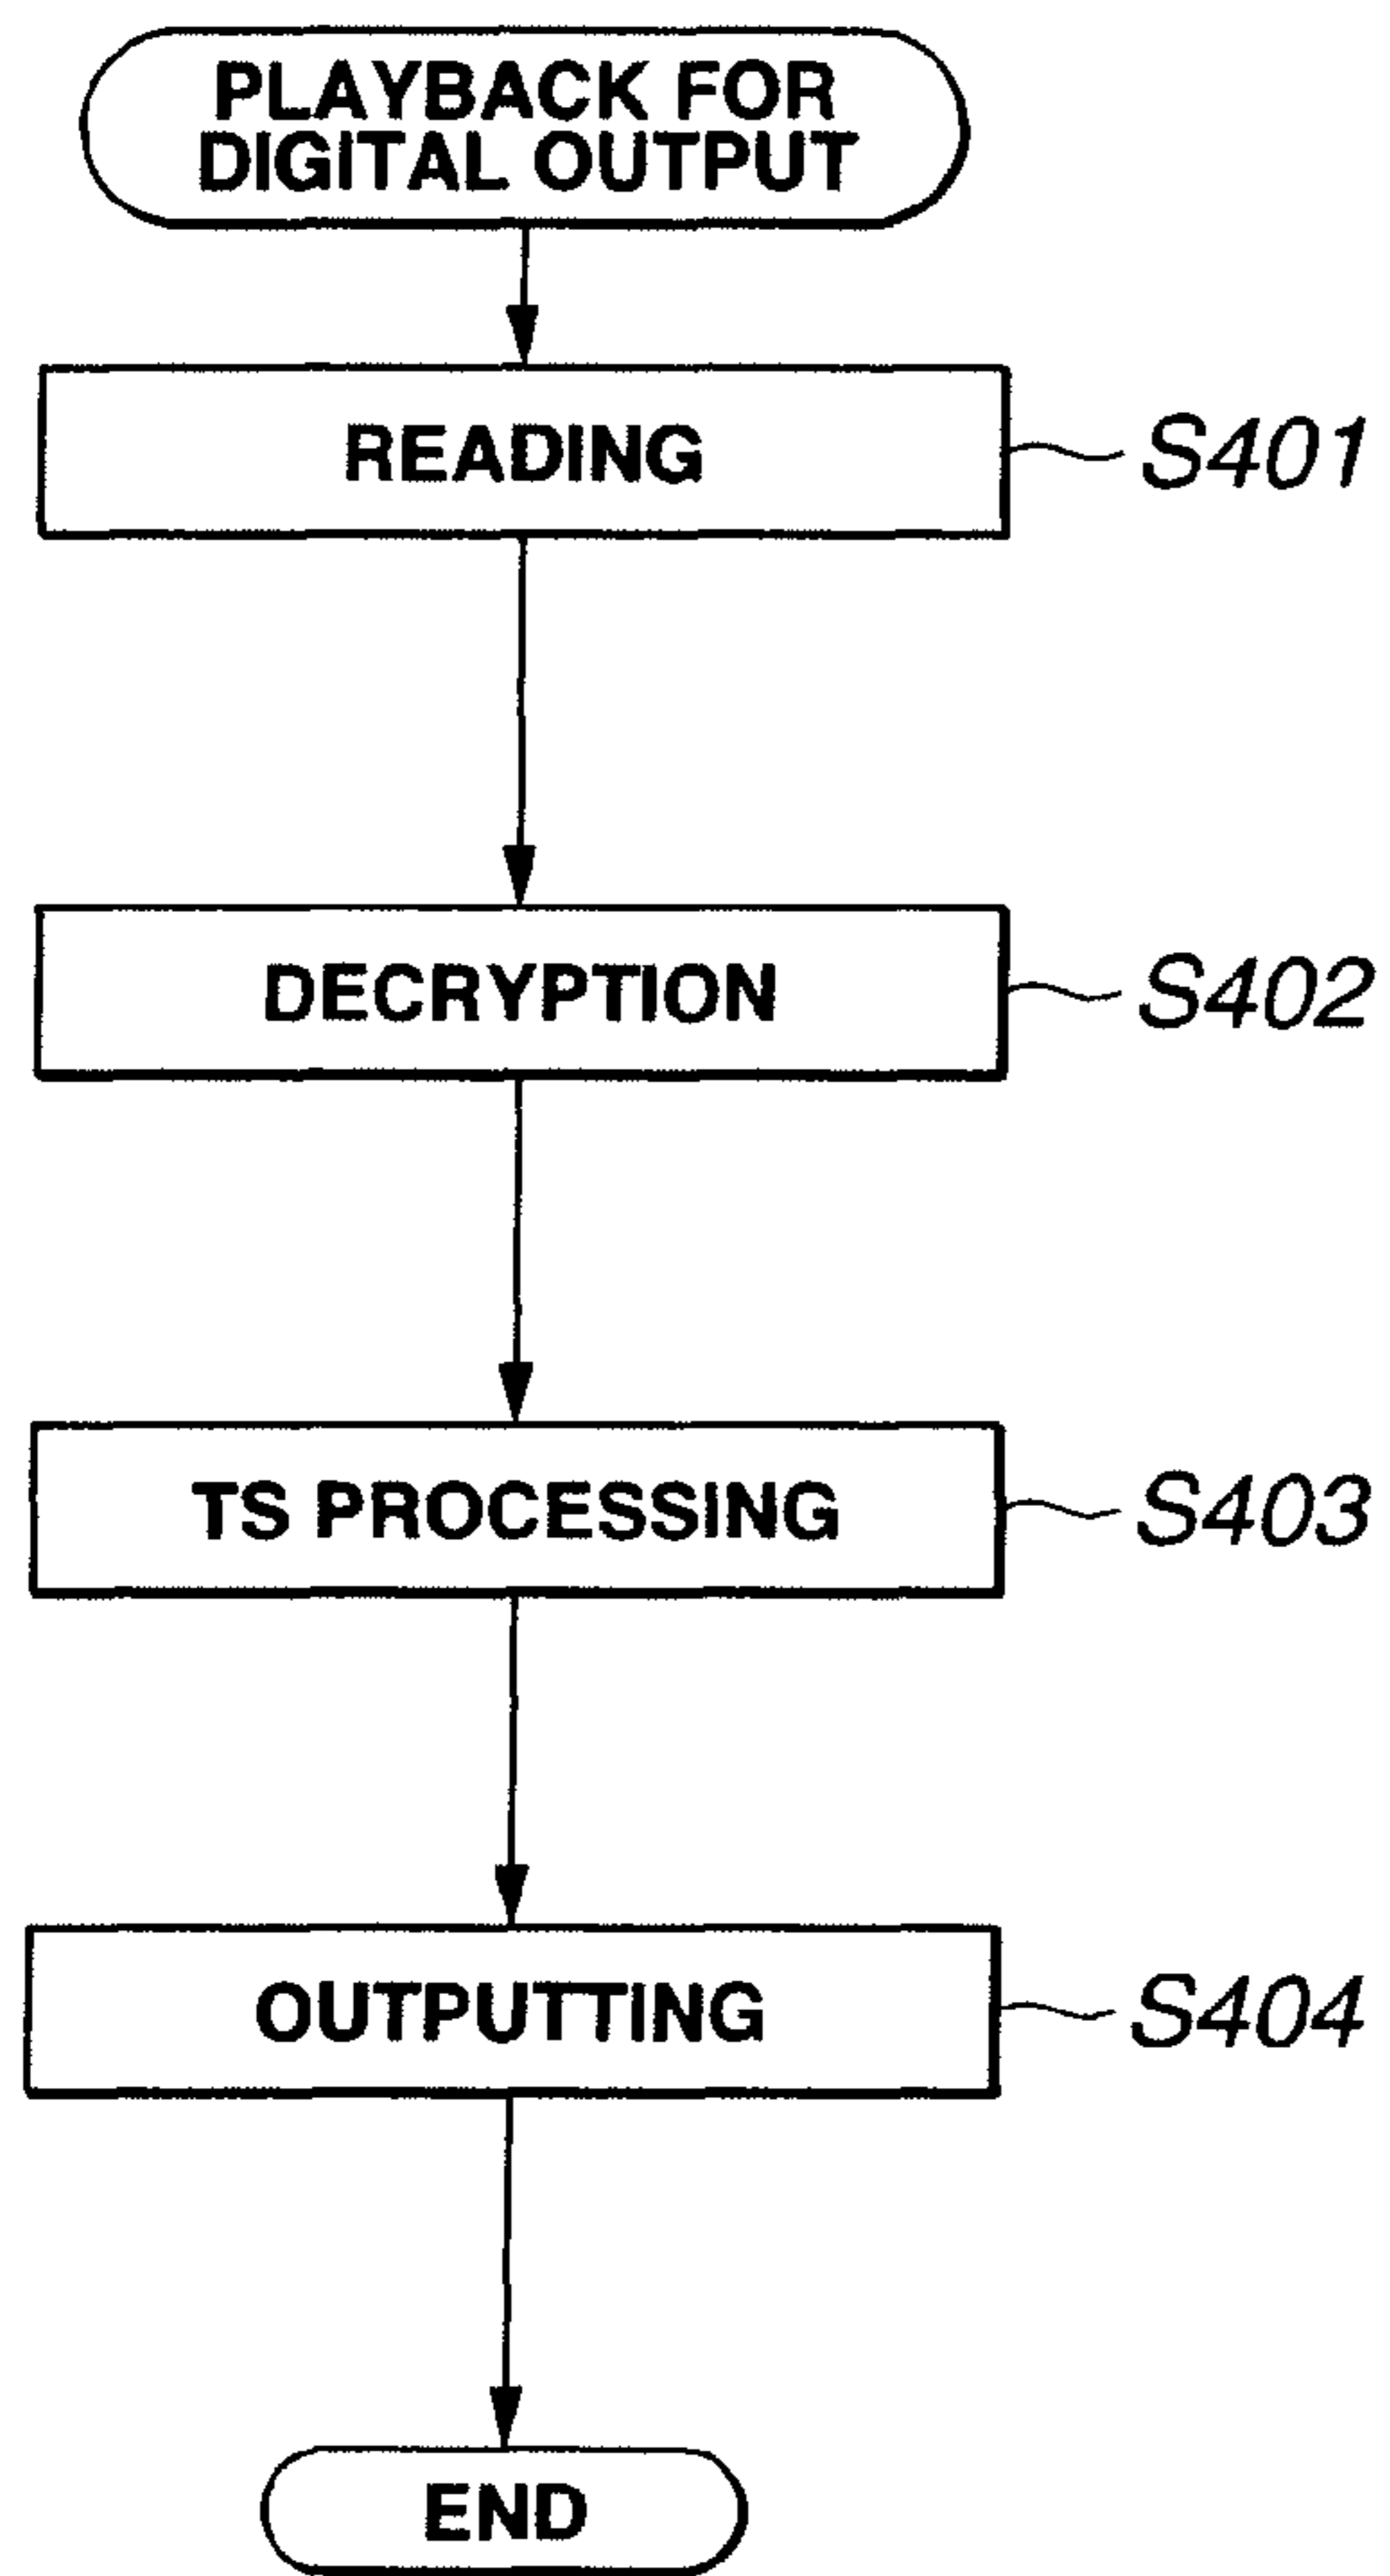 PLAYBACK FOR
DIGITAL OUTPUT
READING
S401
DECRYPTION
S402
TS PROCESSING
S403
OUTPUTTING
S404
END